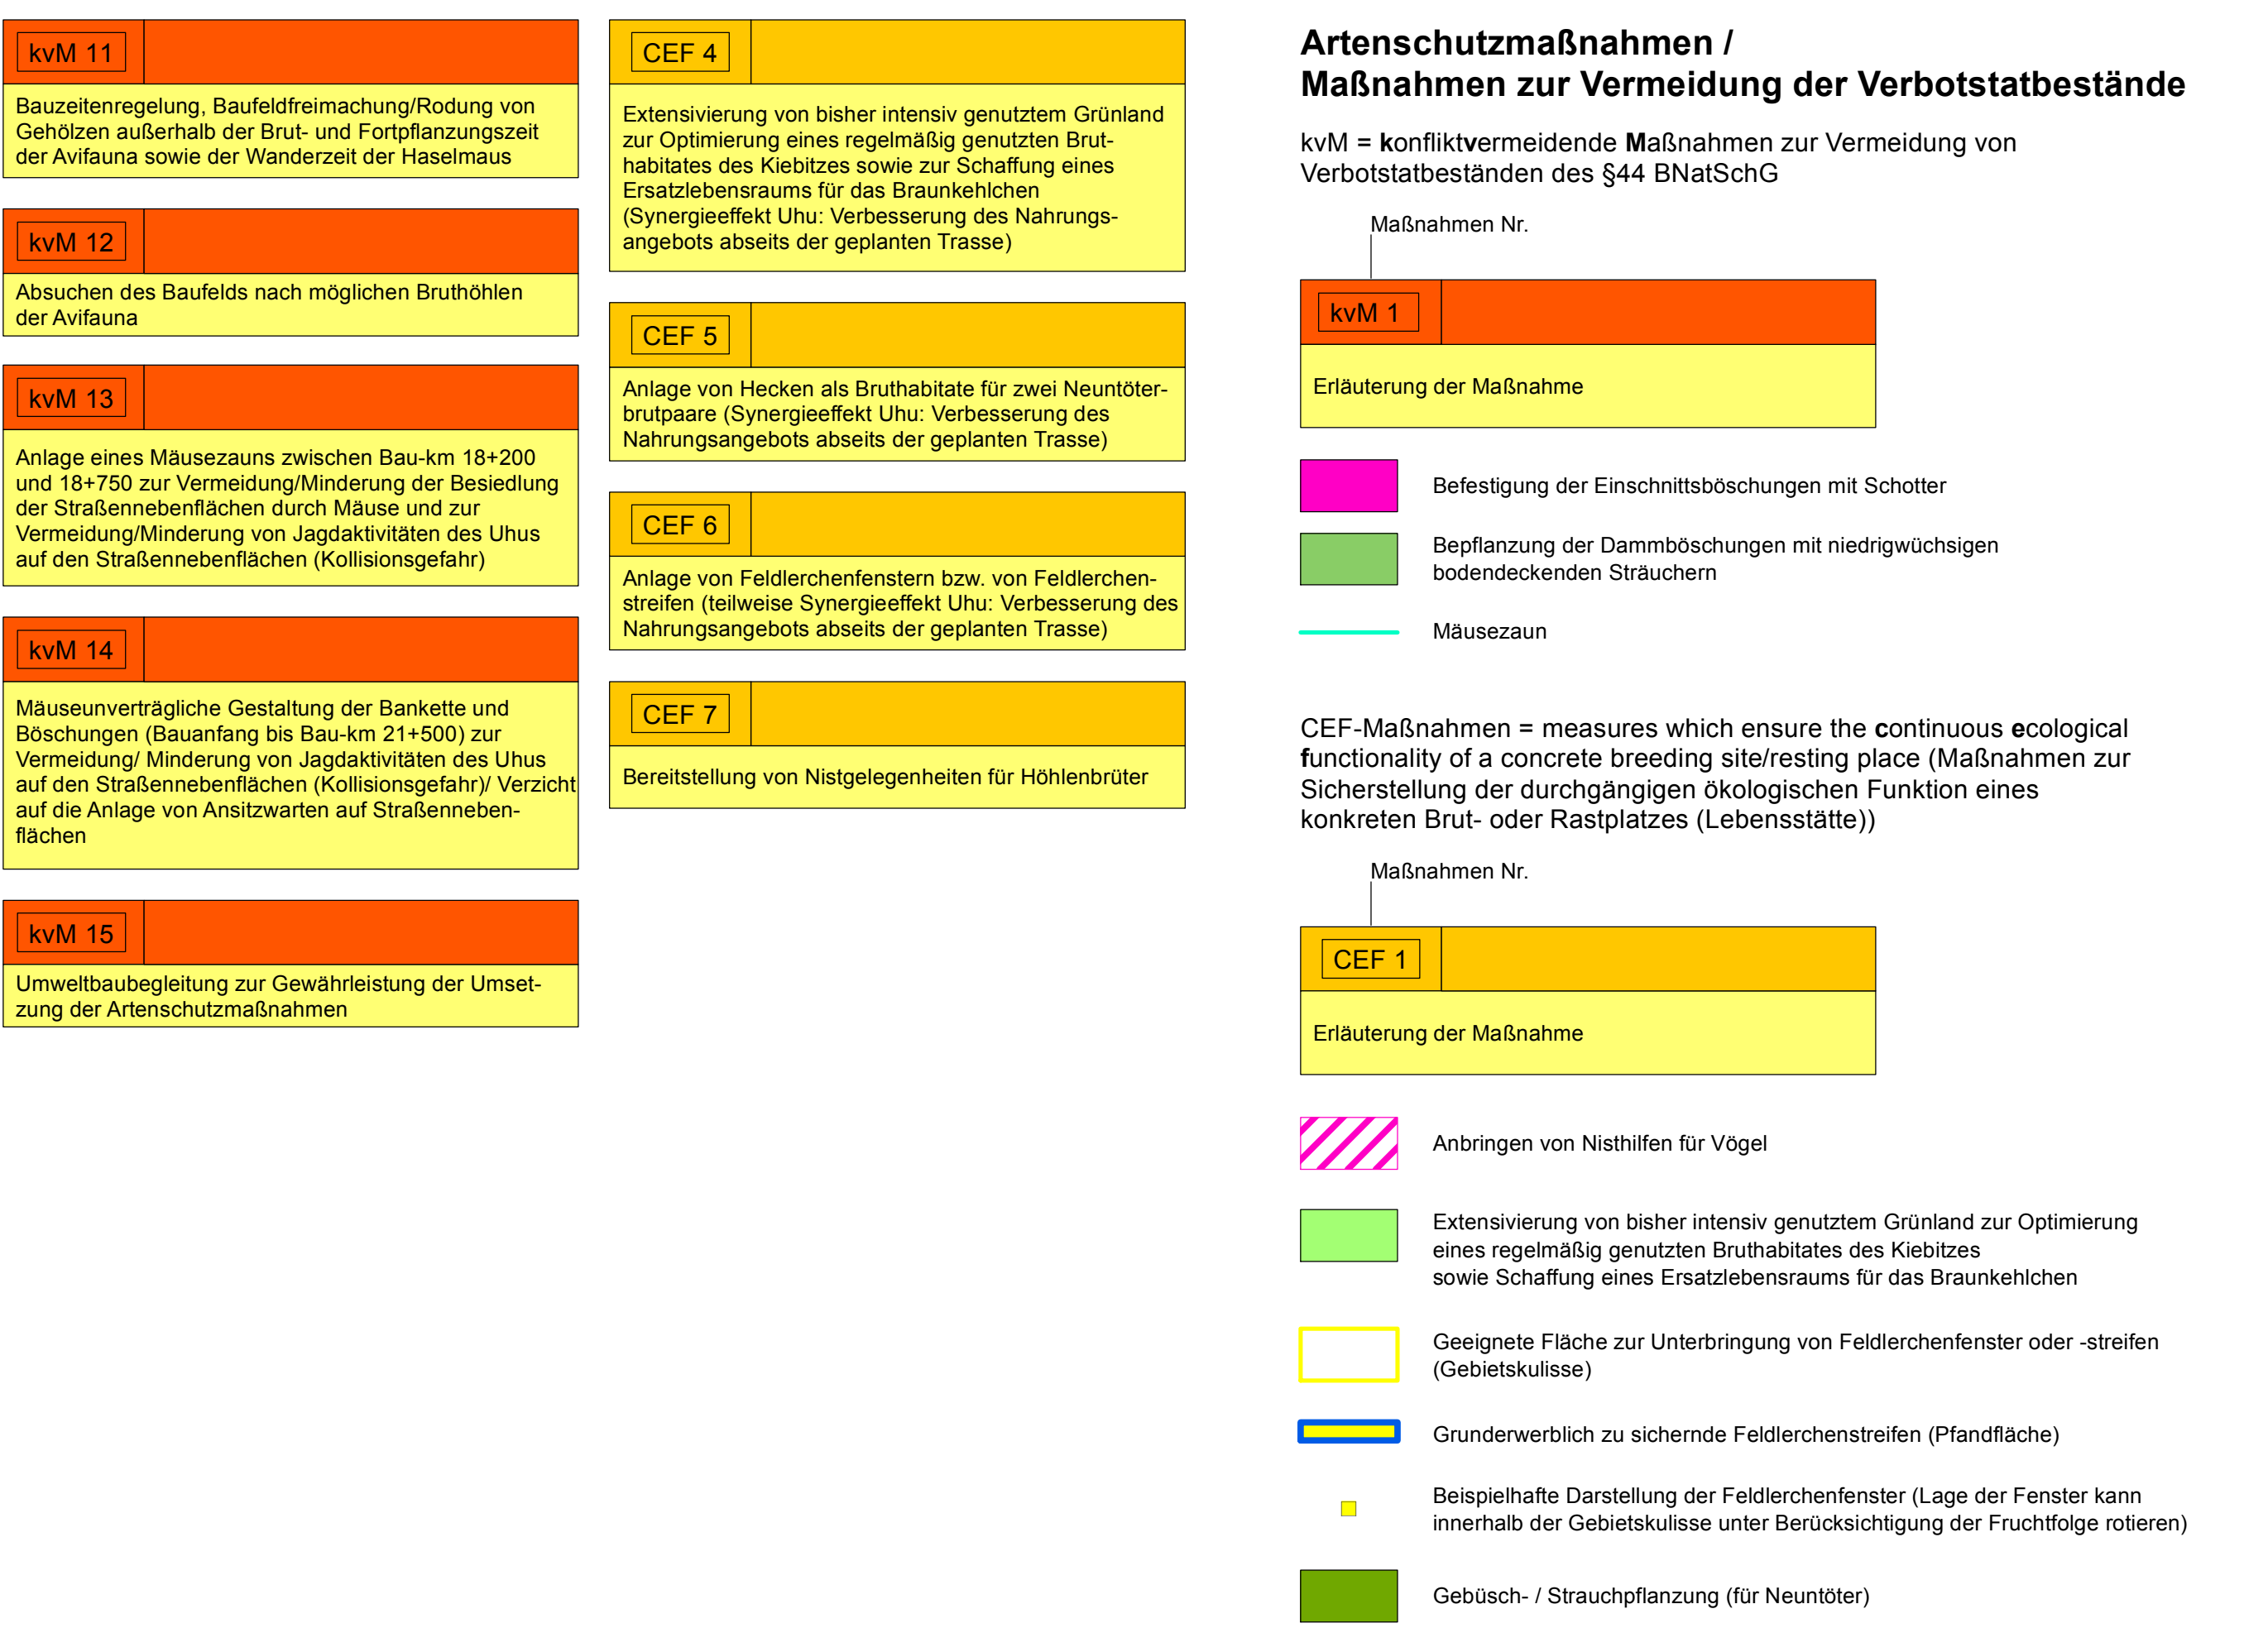 kvM 11
Bauzeitenregelung, Baufeldfreimachung/Rodung von
Gehölzen außerhalb der Brut- und Fortpflanzungszeit
der Avifauna sowie der Wanderzeit der Haselmaus
kvM 12
Absuchen des Baufelds nach möglichen Bruthöhlen
der Avifauna
kvM 13
Anlage eines Mäusezauns zwischen Bau-km 18+200
und 18+750 zur Vermeidung/Minderung der Besiedlung
der Straßennebenflächen durch Mäuse und zur
Vermeidung/Minderung von Jagdaktivitäten des Uhus
auf den Straßennebenflächen (Kollisionsgefahr)
kvM 14
Mäuseunverträgliche Gestaltung der Bankette und
Böschungen (Bauanfang bis Bau-km 21+500) zur
Vermeidung/ Minderung von Jagdaktivitäten des Uhus
auf den Straßennebenflächen (Kollisionsgefahr)/ Verzicht
auf die Anlage von Ansitzwarten auf Straßenneben-
flächen
kvM 15
Umweltbaubegleitung zur Gewährleistung der Umset-
zung der Artenschutzmaßnahmen
CEF 4
Extensivierung von bisher intensiv genutztem Grünland
zur Optimierung eines regelmäßig genutzten Brut-
habitates des Kiebitzes sowie zur Schaffung eines
Ersatzlebensraums für das Braunkehlchen
(Synergieeffekt Uhu: Verbesserung des Nahrungs-
angebots abseits der geplanten Trasse)
CEF 5
Anlage von Hecken als Bruthabitate für zwei Neuntöter-
brutpaare (Synergieeffekt Uhu: Verbesserung des
Nahrungsangebots abseits der geplanten Trasse)
CEF 6
Anlage von Feldlerchenfenstern bzw. von Feldlerchen-
streifen (teilweise Synergieeffekt Uhu: Verbesserung des
Nahrungsangebots abseits der geplanten Trasse)
CEF 7
Bereitstellung von Nistgelegenheiten für Höhlenbrüter
Artenschutzmaßnahmen /
Maßnahmen zur Vermeidung der Verbotstatbestände
kvM = konfliktvermeidende Maßnahmen zur Vermeidung von
Verbotstatbeständen des §44 BNatSchG
Maßnahmen Nr.
kvM 1
Erläuterung der Maßnahme
Befestigung der Einschnittsböschungen mit Schotter
Bepflanzung der Dammböschungen mit niedrigwüchsigen
bodendeckenden Sträuchern
Mäusezaun
CEF-Maßnahmen = measures which ensure the continuous ecological
functionality of a concrete breeding site/resting place (Maßnahmen zur
Sicherstellung der durchgängigen ökologischen Funktion eines
konkreten Brut- oder Rastplatzes (Lebensstätte))
Maßnahmen Nr.
CEF 1
Erläuterung der Maßnahme
Anbringen von Nisthilfen für Vögel
Extensivierung von bisher intensiv genutztem Grünland zur Optimierung
eines regelmäßig genutzten Bruthabitates des Kiebitzes
sowie Schaffung eines Ersatzlebensraums für das Braunkehlchen
Geeignete Fläche zur Unterbringung von Feldlerchenfenster oder -streifen
(Gebietskulisse)
Grunderwerblich zu sichernde Feldlerchenstreifen (Pfandfläche)
Beispielhafte Darstellung der Feldlerchenfenster (Lage der Fenster kann
innerhalb der Gebietskulisse unter Berücksichtigung der Fruchtfolge rotieren)
Gebüsch- / Strauchpflanzung (für Neuntöter)